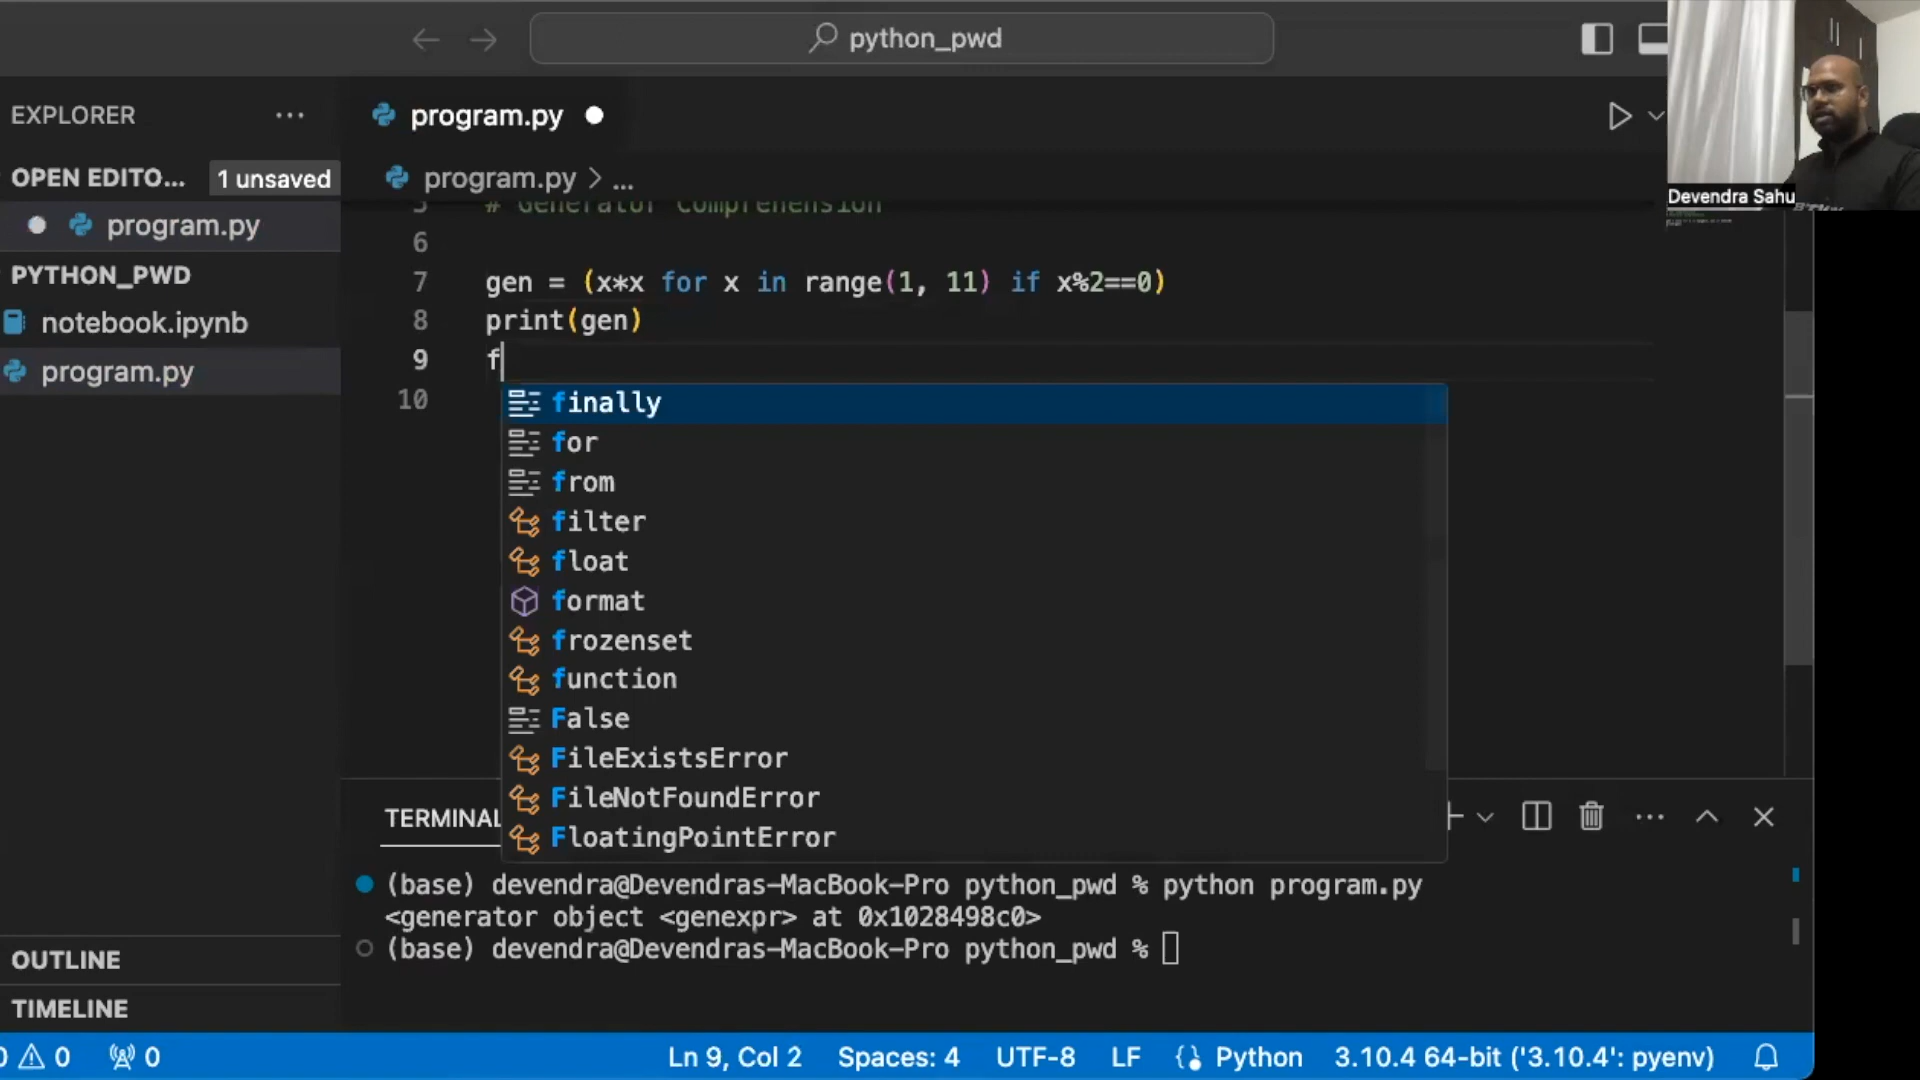 python_pwd
EXPLORER ...
program.py
Devendra Sahu
OPEN EDITO... 1 unsaved
program.py > ...
program.py
PYTHON_PWD
notebook.ipynb
program.py
5 # Generator Comprehension
6
7 gen = (x*x for x in range(1, 11) if x%2==0)
8 print(gen)
9 f
10
finally
for
from
filter
float
format
frozenset
function
False
FileExistsError
FileNotFoundError
FloatingPointError
TERMINAL
(base) devendra@Devendras-MacBook-Pro python_pwd % python program.py
<generator object <genexpr> at 0x1028498c0>
(base) devendra@Devendras-MacBook-Pro python_pwd %
OUTLINE
TIMELINE
0 0 0 Ln 9, Col 2 Spaces: 4 UTF-8 LF Python 3.10.4 64-bit ('3.10.4': pyenv)